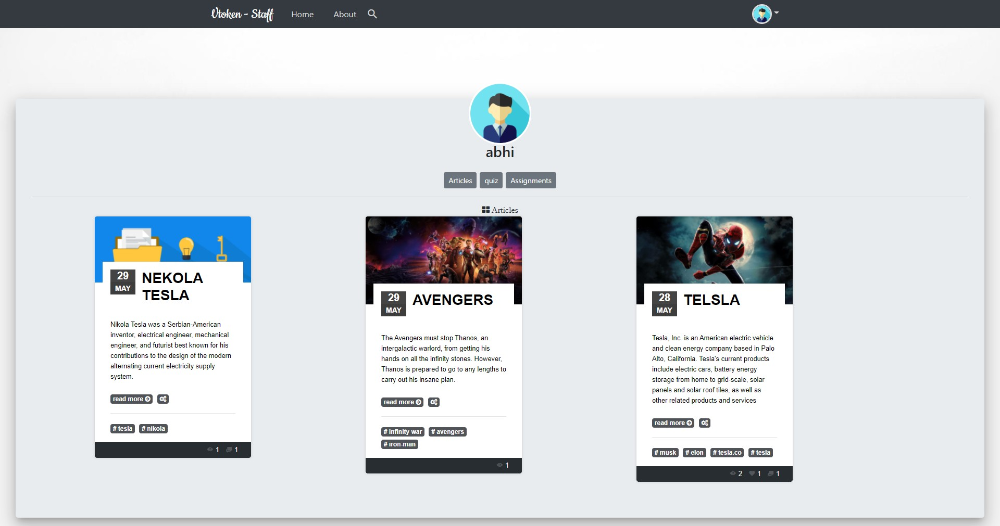 Vtoken - Staff Home About
abhi
Articles quiz Assignments
Articles
29
MAY
NEKOLA
TESLA
Nikola Tesla was a Serbian-American
inventor, electrical engineer, mechanical
engineer, and futurist best known for his
contributions to the design of the modern
alternating current electricity supply
system.
read more
# tesla # nikola
1 1
29
MAY
AVENGERS
The Avengers must stop Thanos, an
intergalactic warlord, from getting his
hands on all the infinity stones. However,
Thanos is prepared to go to any lengths to
carry out his insane plan.
read more
# infinity war # avengers
# iron-man
1
28
MAY
TELSLA
Tesla, Inc. is an American electric vehicle
and clean energy company based in Palo
Alto, California. Tesla's current products
include electric cars, battery energy
storage from home to grid-scale, solar
panels and solar roof tiles, as well as
other related products and services
read more
# musk # elon # tesla.co # tesla
2 1 1